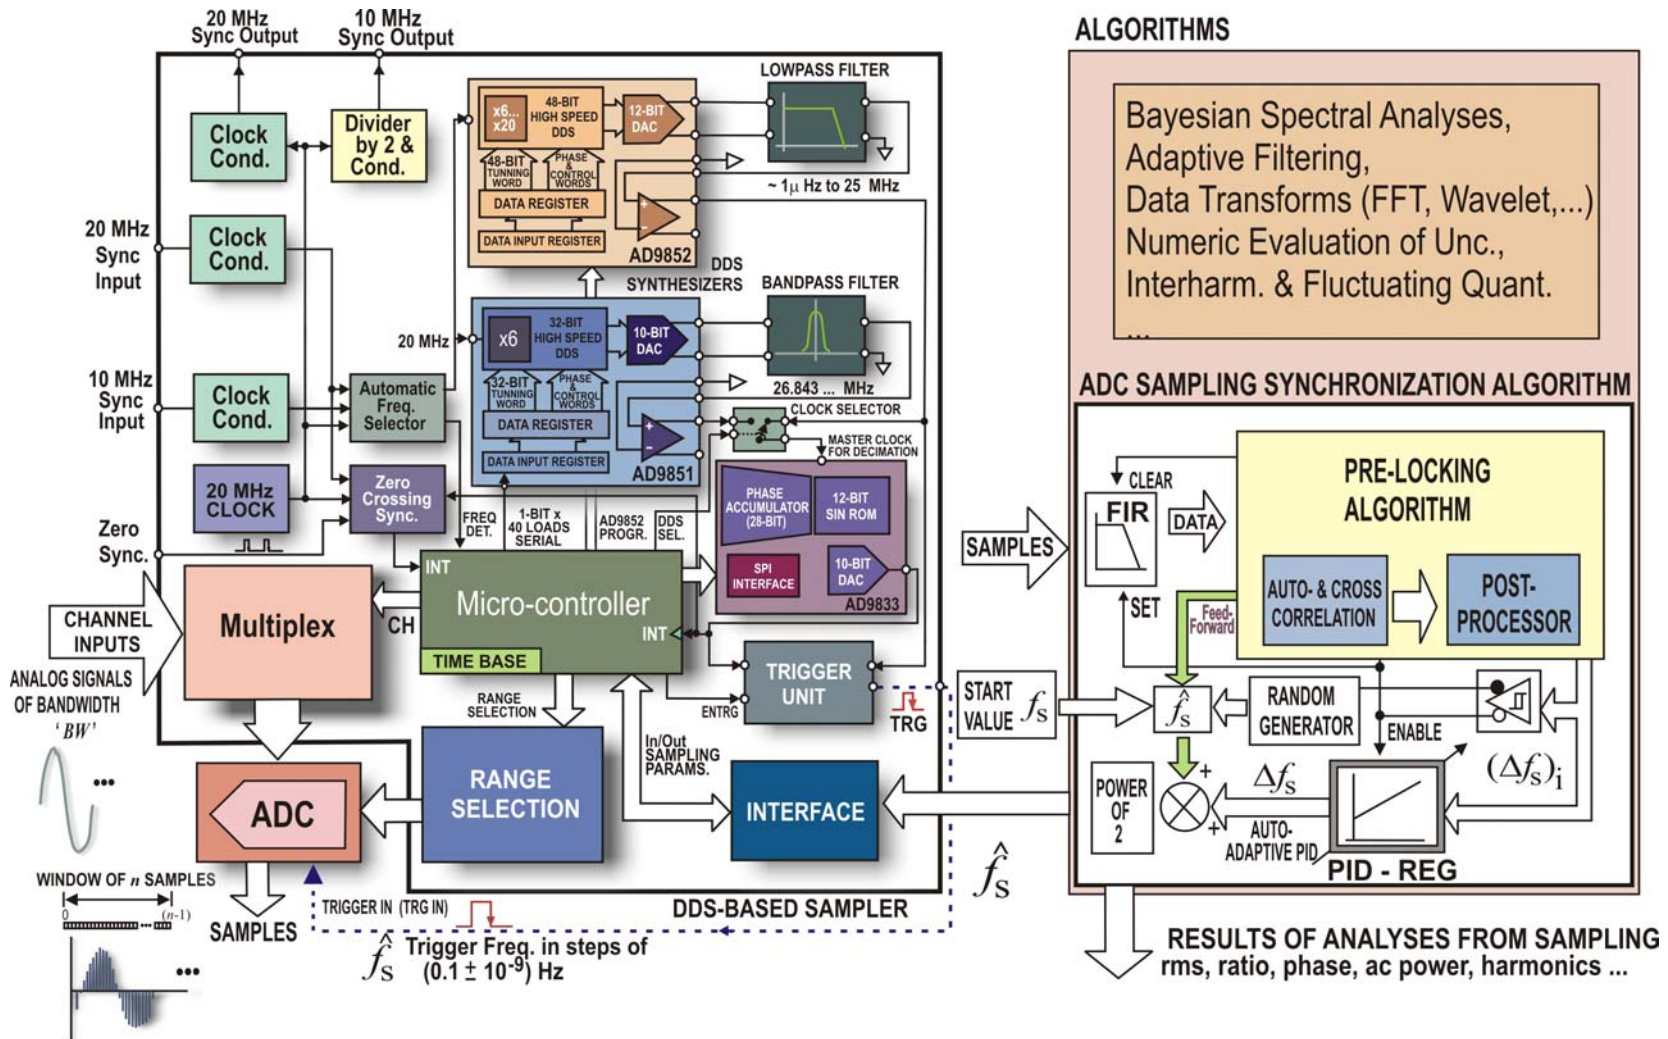 20 MHz
Sync Output
10 MHz
Sync Output
Clock
Cond.
Divider
by 2 &
Cond.
20 MHz
Sync
Input
Clock
Cond.
10 MHz
Sync
Input
Clock
Cond.
Automatic
Freq.
Selector
20 MHz
CLOCK
Zero
Crossing
Sync.
Zero
Sync.
x6...
x20
48-BIT
HIGH SPEED
DDS
12-BIT
DAC
48-BIT
TUNNING
WORD
PHASE
&
CONTROL
WORDS
DATA REGISTER
DATA INPUT REGISTER
AD9852
LOWPASS FILTER
~ 1μ Hz to 25 MHz
DDS
SYNTHESIZERS
20 MHz
x6
32-BIT
HIGH SPEED
DDS
10-BIT
DAC
32-BIT
TUNNING
WORD
PHASE
&
CONTROL
WORDS
DATA REGISTER
DATA INPUT REGISTER
AD9851
BANDPASS FILTER
26.843 ... MHz
CLOCK SELECTOR
MASTER CLOCK
FOR DECIMATION
PHASE
ACCUMULATOR
(28-BIT)
12-BIT
SIN ROM
SPI
INTERFACE
10-BIT
DAC
AD9833
FREQ
DET.
1-BIT x
40 LOADS
SERIAL
AD9852
PROGR.
DDS
SEL.
INT
Micro-controller
INT
TIME BASE
CH
CHANNEL
INPUTS
Multiplex
ANALOG SIGNALS
OF BANDWIDTH
‘BW’
...
RANGE
SELECTION
ENTRG
TRIGGER
UNIT
TRG
In/Out
SAMPLING
PARAMS.
ADC
RANGE
SELECTION
INTERFACE
WINDOW OF n SAMPLES
0
(n-1)
...
SAMPLES
TRIGGER IN (TRG IN)
DDS-BASED SAMPLER
f̂s
Trigger Freq. in steps of
(0.1 ± 10⁻⁹) Hz
...
ALGORITHMS
Bayesian Spectral Analyses,
Adaptive Filtering,
Data Transforms (FFT, Wavelet,...)
Numeric Evaluation of Unc.,
Interharm. & Fluctuating Quant.
...
ADC SAMPLING SYNCHRONIZATION ALGORITHM
SAMPLES
CLEAR
FIR
DATA
SET
PRE-LOCKING
ALGORITHM
AUTO- & CROSS
CORRELATION
POST-
PROCESSOR
Feed-
Forward
START
VALUE fs
f̂s
RANDOM
GENERATOR
ENABLE
(Δfs)i
POWER
OF
2
+
+
Δfs
AUTO-
ADAPTIVE PID
PID - REG
f̂s
RESULTS OF ANALYSES FROM SAMPLING
rms, ratio, phase, ac power, harmonics ...